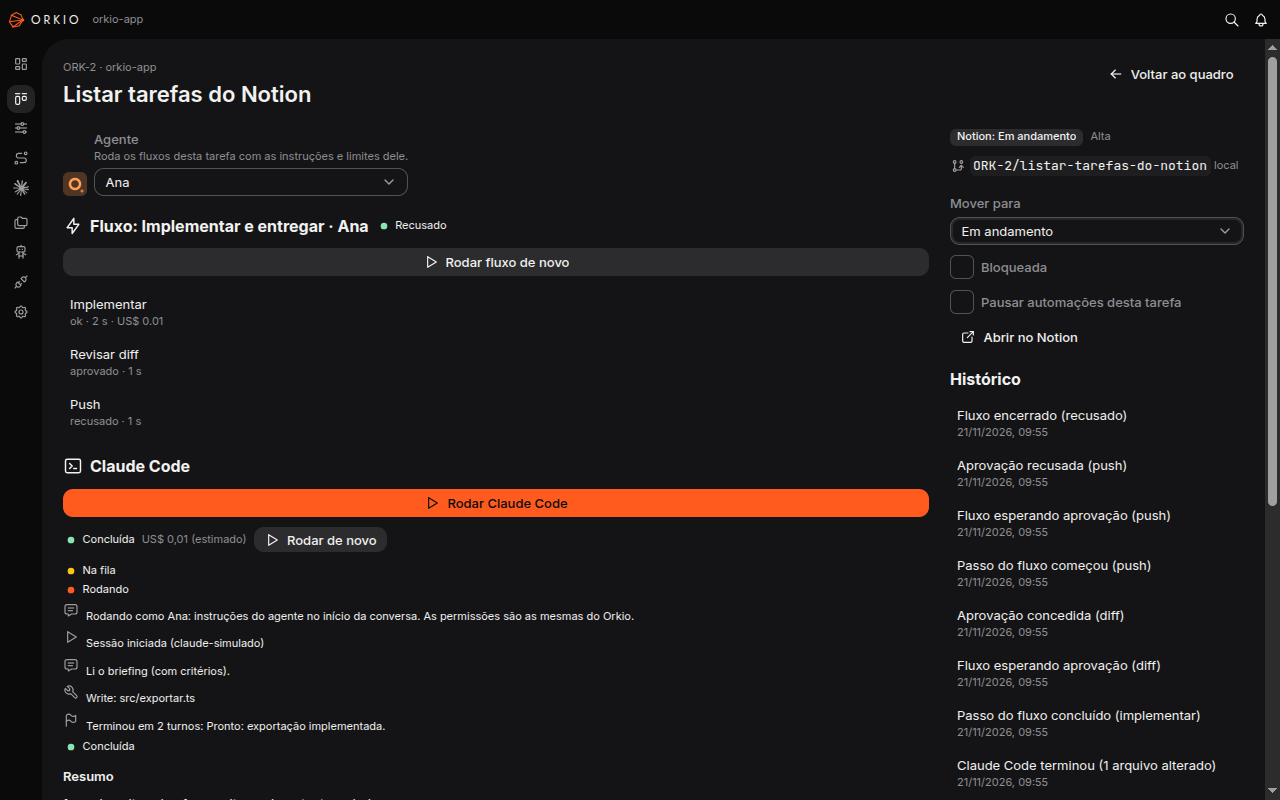 ORKIO orkio-app
ORK-2 · orkio-app
Listar tarefas do Notion
Voltar ao quadro
Agente
Roda os fluxos desta tarefa com as instruções e limites dele.
Ana
Fluxo: Implementar e entregar · Ana Recusado
Rodar fluxo de novo
Implementar
ok · 2 s · US$ 0.01
Revisar diff
aprovado · 1 s
Push
recusado · 1 s
Claude Code
Rodar Claude Code
Concluída US$ 0,01 (estimado) Rodar de novo
Na fila
Rodando
Rodando como Ana: instruções do agente no início da conversa. As permissões são as mesmas do Orkio.
Sessão iniciada (claude-simulado)
Li o briefing (com critérios).
Write: src/exportar.ts
Terminou em 2 turnos: Pronto: exportação implementada.
Concluída
Resumo
Notion: Em andamento Alta
ORK-2/listar-tarefas-do-notion local
Mover para
Em andamento
Bloqueada
Pausar automações desta tarefa
Abrir no Notion
Histórico
Fluxo encerrado (recusado)
21/11/2026, 09:55
Aprovação recusada (push)
21/11/2026, 09:55
Fluxo esperando aprovação (push)
21/11/2026, 09:55
Passo do fluxo começou (push)
21/11/2026, 09:55
Aprovação concedida (diff)
21/11/2026, 09:55
Fluxo esperando aprovação (diff)
21/11/2026, 09:55
Passo do fluxo concluído (implementar)
21/11/2026, 09:55
Claude Code terminou (1 arquivo alterado)
21/11/2026, 09:55